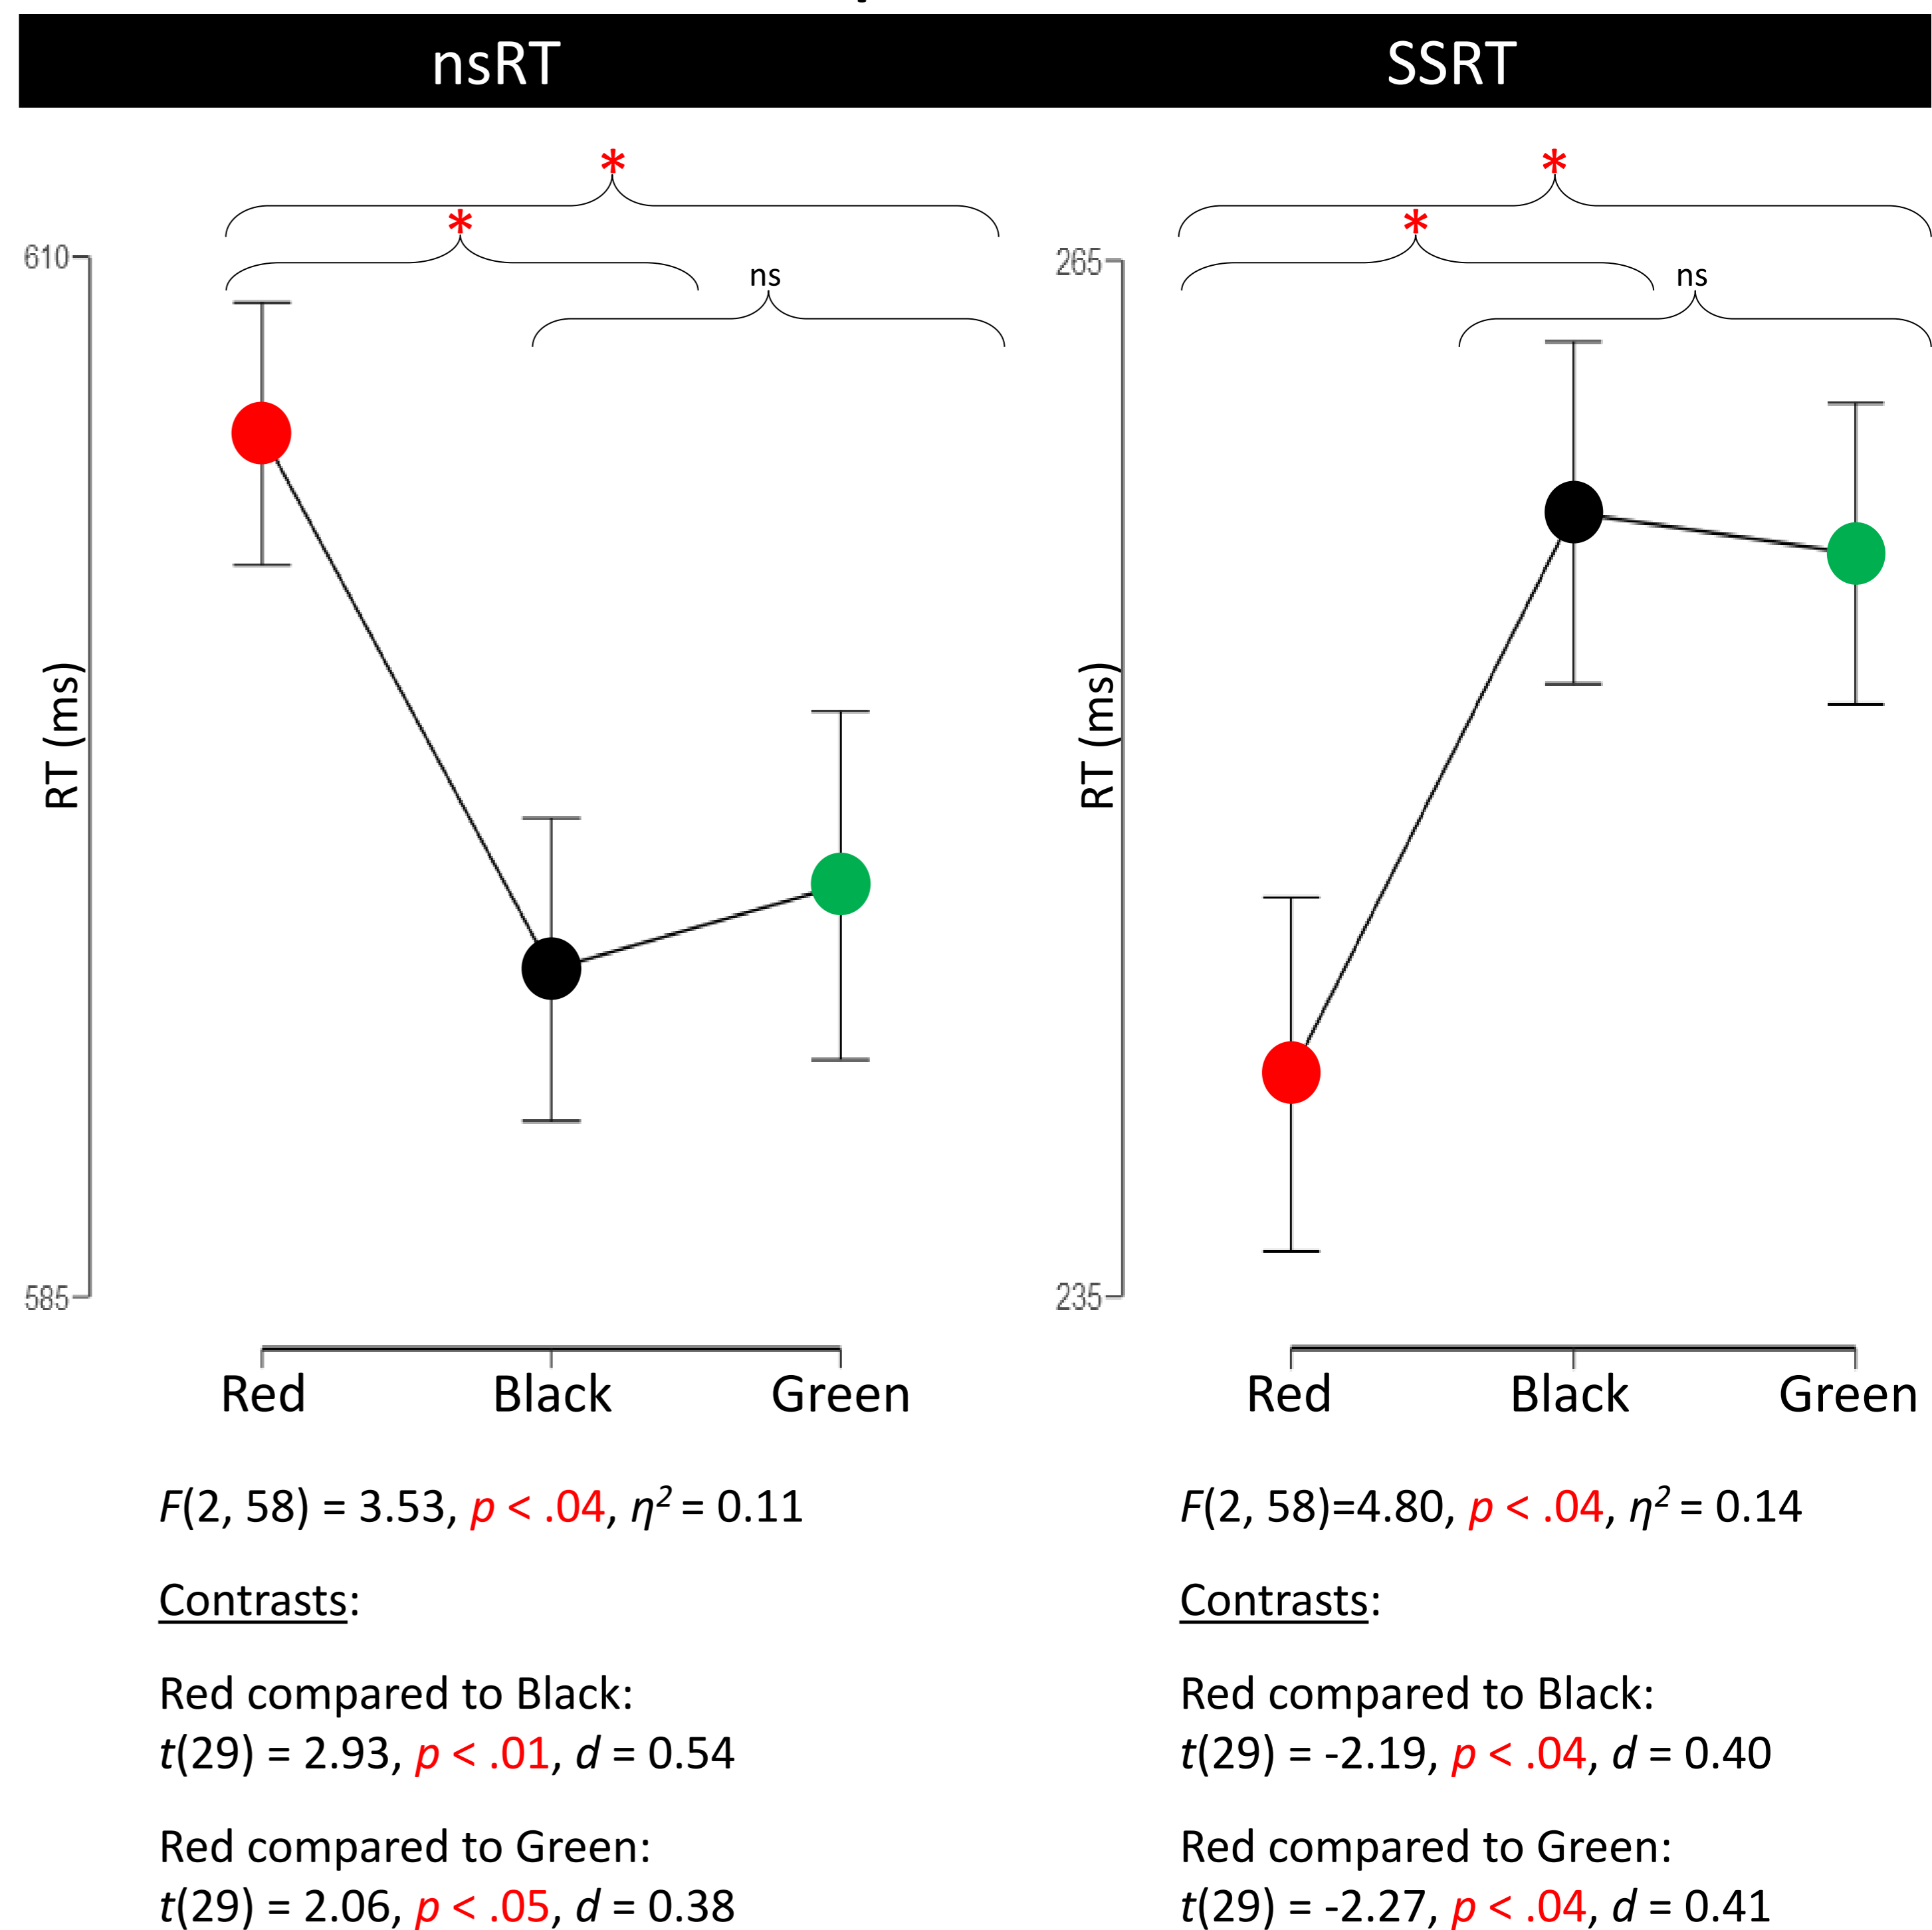 nsRT
SSRT
*
*
ns
610
RT (ms)
585
Red Black Green
*
*
ns
265
RT (ms)
235
Red Black Green
F(2, 58) = 3.53, p < .04, η² = 0.11
Contrasts:
Red compared to Black:
t(29) = 2.93, p < .01, d = 0.54
Red compared to Green:
t(29) = 2.06, p < .05, d = 0.38
F(2, 58)=4.80, p < .04, η² = 0.14
Contrasts:
Red compared to Black:
t(29) = -2.19, p < .04, d = 0.40
Red compared to Green:
t(29) = -2.27, p < .04, d = 0.41